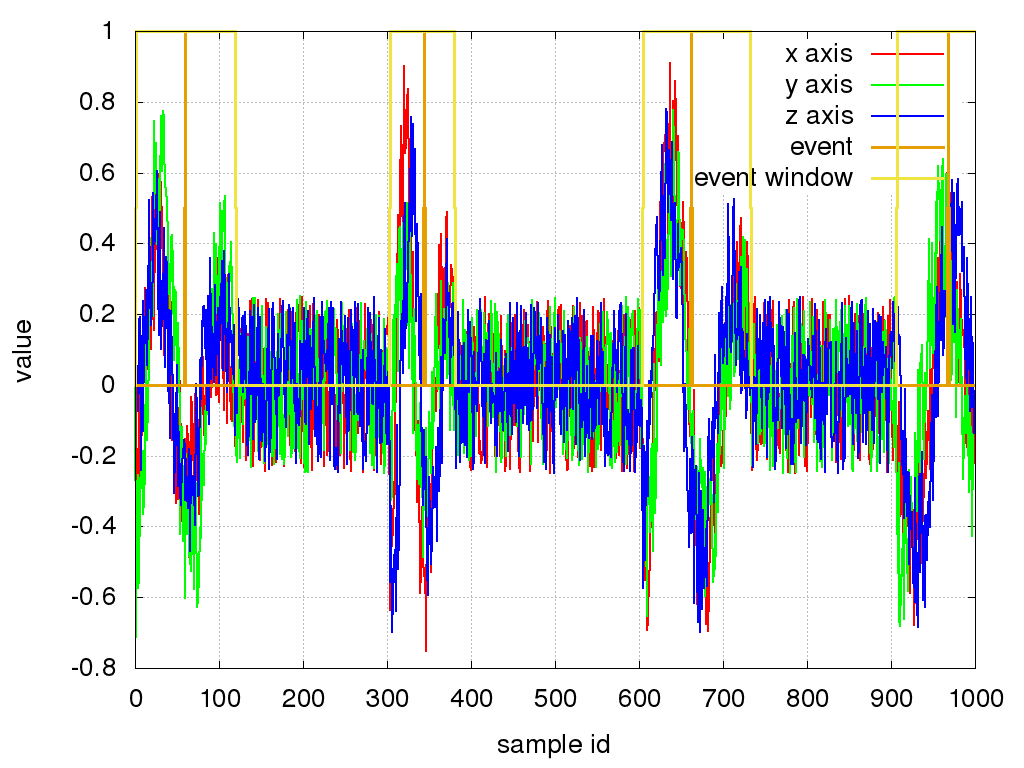 1
0.8
0.6
0.4
0.2
0
-0.2
-0.4
-0.6
-0.8
value
x axis
y axis
z axis
event
event window
0 100 200 300 400 500 600 700 800 900 1000
sample id